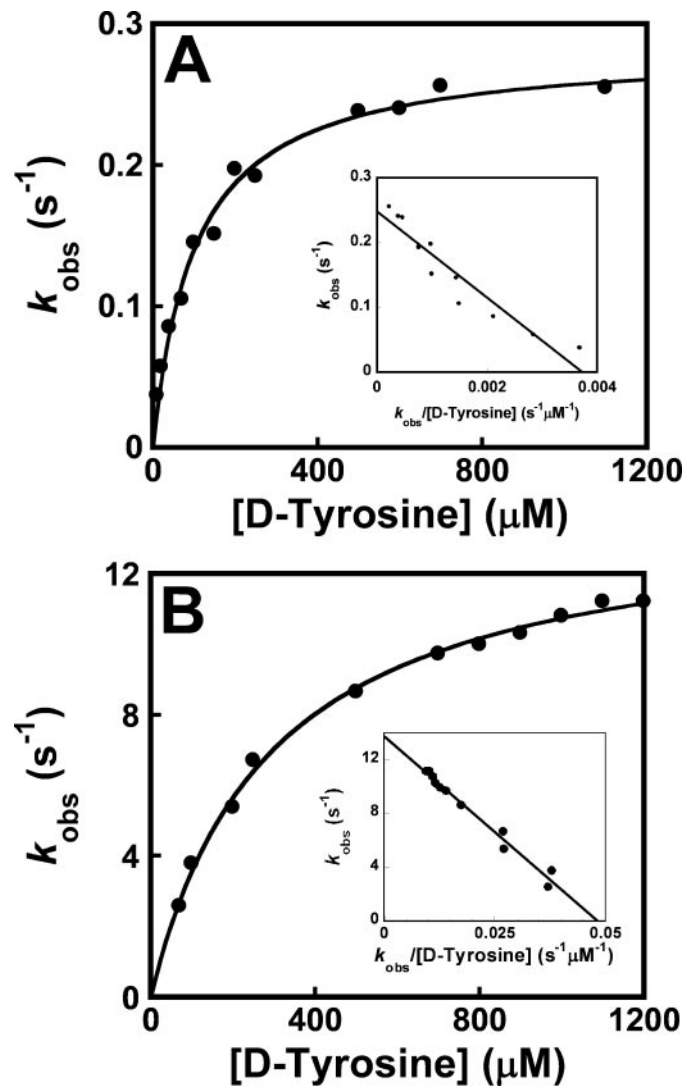 A
0.3
0.2
0.1
0
k_obs (s⁻¹)
0.3
0.2
0.1
0
k_obs (s⁻¹)
0 0.002 0.004
k_obs/[D-Tyrosine] (s⁻¹μM⁻¹)
0 400 800 1200
[D-Tyrosine] (μM)
B
12
8
4
0
k_obs (s⁻¹)
12
8
4
0
k_obs (s⁻¹)
0 0.025 0.05
k_obs/[D-Tyrosine] (s⁻¹μM⁻¹)
0 400 800 1200
[D-Tyrosine] (μM)